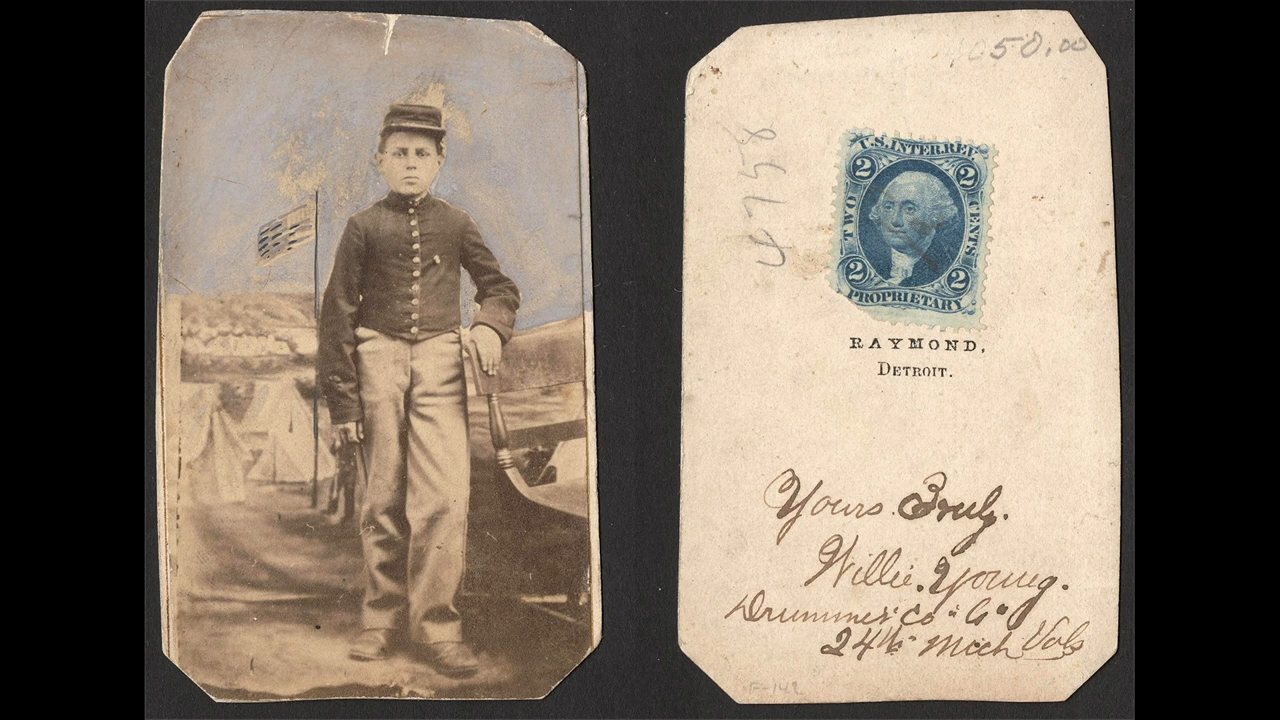 4050.00
4758
U.S. INTER. REV.
2 2
TWO CENTS
2 2
PROPRIETARY
RAYMOND,
Detroit.
Yours Truly.
Willie. Young.
Drummer Co "G"
24th Mich Vols
F-142